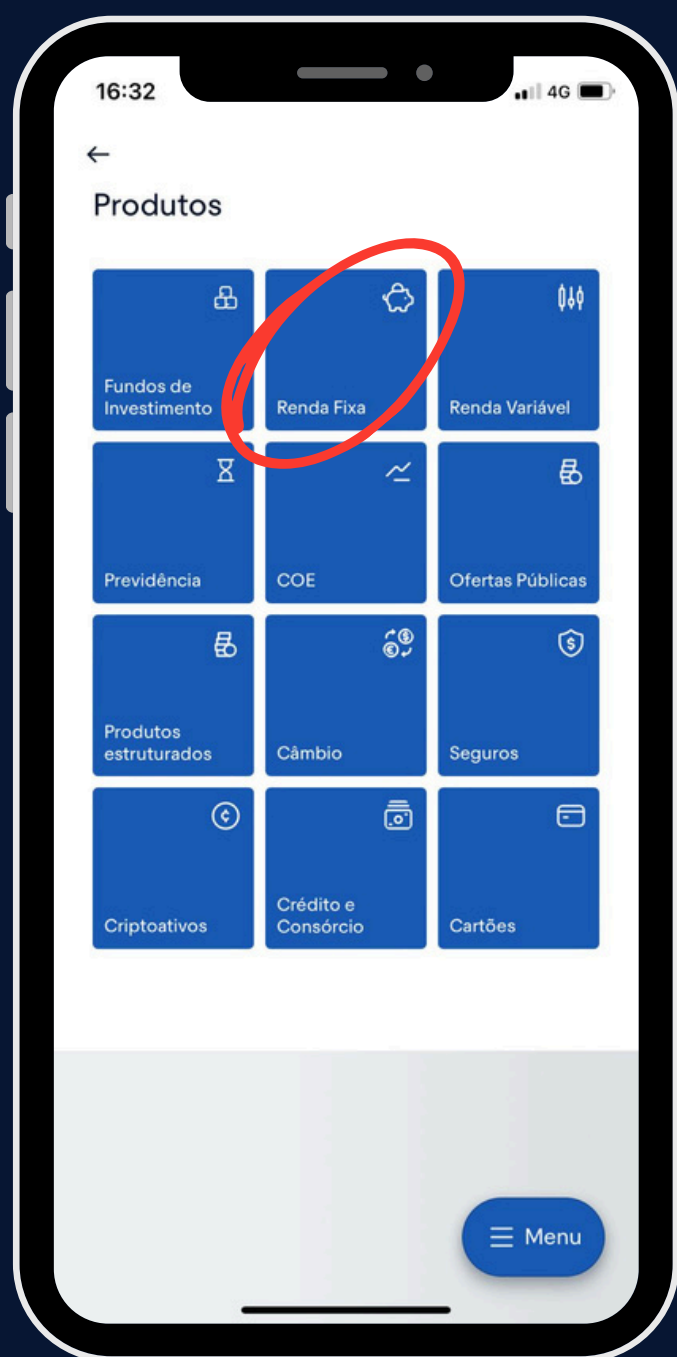 16:32
4G
Produtos
Fundos de
Investimento
Renda Fixa
Renda Variável
Previdência
COE
Ofertas Públicas
Produtos
estruturados
Câmbio
Seguros
Criptoativos
Crédito e
Consórcio
Cartões
Menu